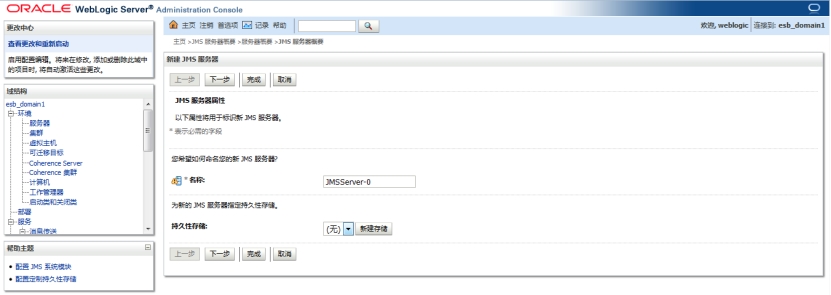 ORACLE WebLogic Server® Administration Console
更改中心
查看更改和重新启动
启用配置编辑。将来在修改, 添加或删除此域中
的项目时, 将自动激活这些更改。
域结构
esb_domain1
环境
服务器
集群
虚拟主机
可迁移目标
Coherence Server
Coherence 集群
计算机
工作管理器
启动类和关闭类
部署
服务
消息传送
帮助主题
配置 JMS 系统模块
配置定制持久性存储
主页 注销 首选项 记录 帮助
欢迎, weblogic 连接到: esb_domain1
主页 >JMS 服务器概要 >服务器概要 >JMS 服务器概要
新建 JMS 服务器
上一步 下一步 完成 取消
JMS 服务器属性
以下属性将用于标识新 JMS 服务器。
* 表示必需的字段
您希望如何命名您的新 JMS 服务器?
* 名称: JMSServer-0
为新的 JMS 服务器指定持久性存储。
持久性存储: (无) 新建存储
上一步 下一步 完成 取消